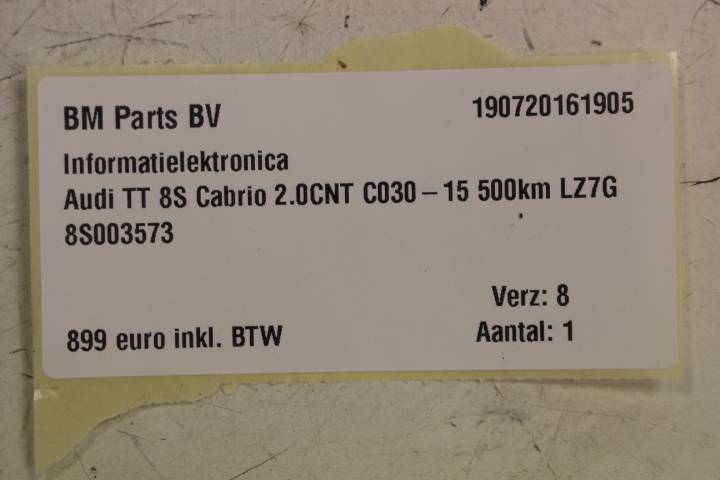 BM Parts BV 190720161905
Informatielektronica
Audi TT 8S Cabrio 2.0CNT C030 – 15 500km LZ7G
8S003573
Verz: 8
899 euro inkl. BTW Aantal: 1